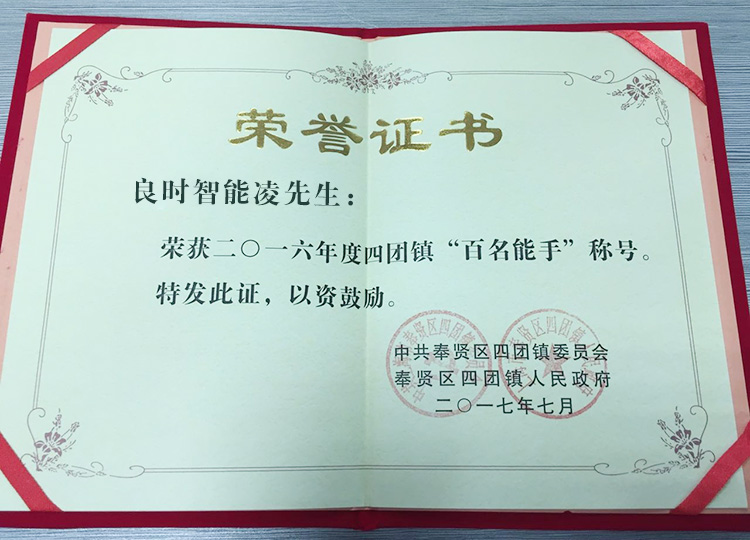 荣誉证书
良时智能凌先生：
荣获二〇一六年度四团镇“百名能手”称号。
特发此证，以资鼓励。
中共奉贤区四团镇委员会
奉贤区四团镇人民政府
二〇一七年七月